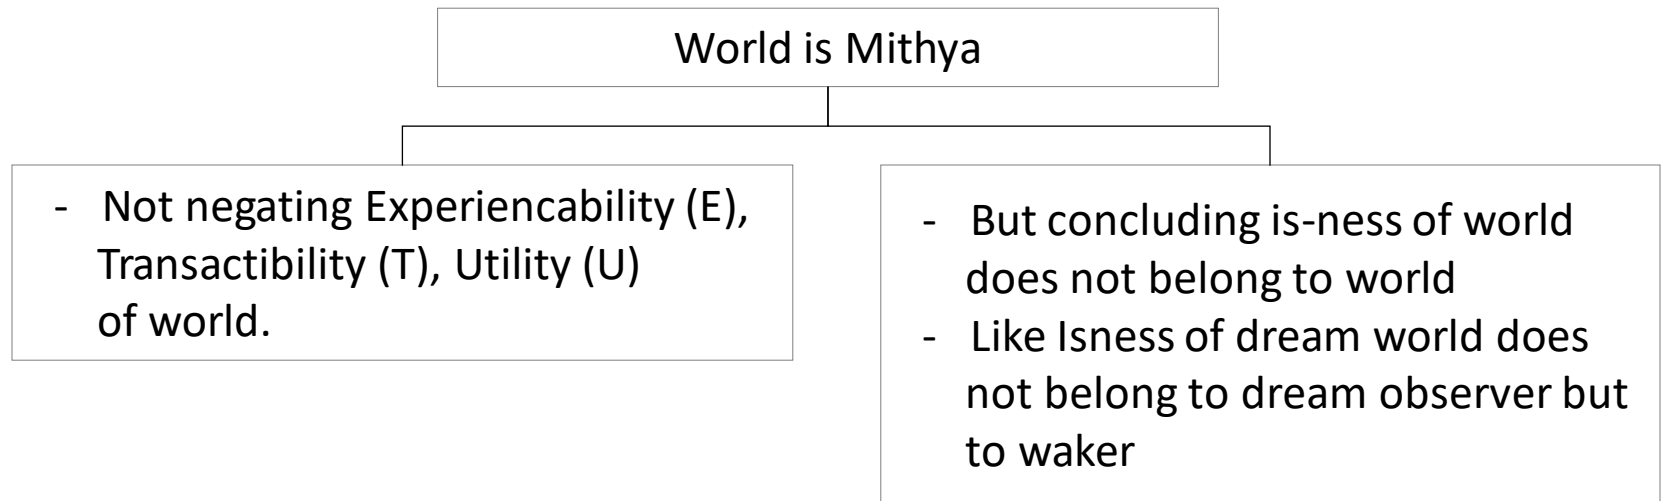 World is Mithya
- Not negating Experiencability (E),
Transactibility (T), Utility (U)
of world.
- But concluding is-ness of world
does not belong to world
- Like Isness of dream world does
not belong to dream observer but
to waker